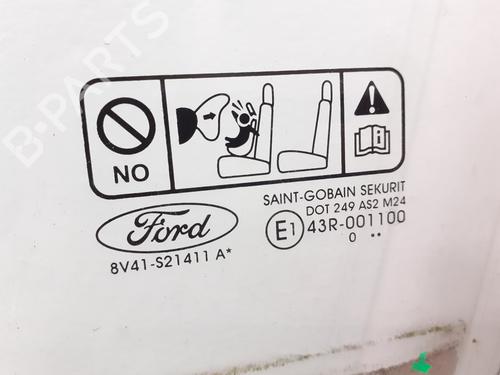 B-PARTS
NO
Ford
8V41-S21411 A*
SAINT-GOBAIN SEKURIT
DOT 249 AS2 M24
E1 43R-001100
0 ••